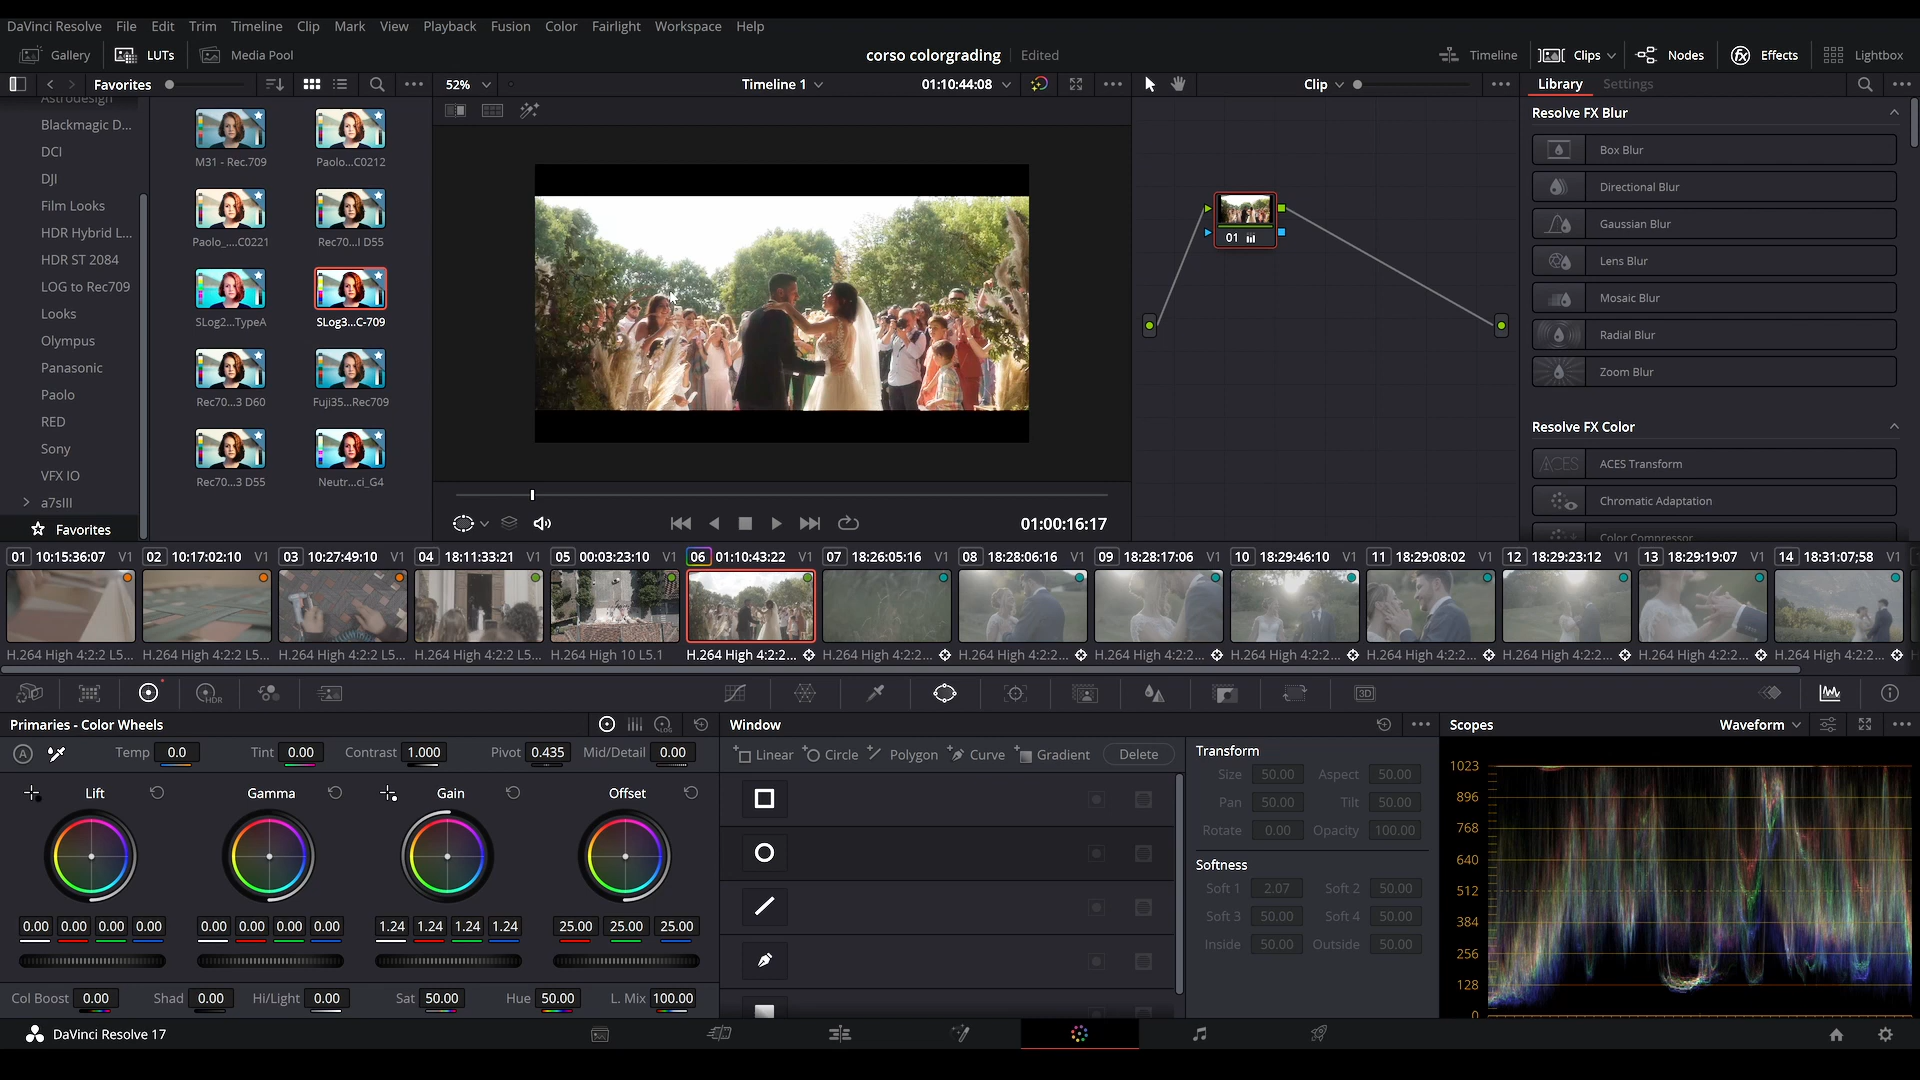 DaVinci Resolve File Edit Trim Timeline Clip Mark View Playback Fusion Color Fairlight Workspace Help
Gallery LUTs Media Pool corso colorgrading Edited Timeline Clips Nodes Effects Lightbox
Favorites 52% Timeline 1 01:10:44:08 Clip Library Settings
Astrodesign
Blackmagic D...
DCI
DJI
Film Looks
HDR Hybrid L...
HDR ST 2084
LOG to Rec709
Looks
Olympus
Panasonic
Paolo
RED
Sony
VFX IO
a7sIII
Favorites
M31 - Rec.709 Paolo...C0212
Paolo_....C0221 Rec70...l D55
SLog2...TypeA SLog3...C-709
Rec70...3 D60 Fuji35...Rec709
Rec70...3 D55 Neutr...ci_G4
01:00:16:17
01
Resolve FX Blur
Box Blur
Directional Blur
Gaussian Blur
Lens Blur
Mosaic Blur
Radial Blur
Zoom Blur
Resolve FX Color
ACES ACES Transform
Chromatic Adaptation
Color Compressor
01 10:15:36:07 V1 02 10:17:02:10 V1 03 10:27:49:10 V1 04 18:11:33:21 V1 05 00:03:23:10 V1 06 01:10:43:22 V1 07 18:26:05:16 V1 08 18:28:06:16 V1 09 18:28:17:06 V1 10 18:29:46:10 V1 11 18:29:08:02 V1 12 18:29:23:12 V1 13 18:29:19:07 V1 14 18:31:07;58 V1
H.264 High 4:2:2 L5... H.264 High 4:2:2 L5... H.264 High 4:2:2 L5... H.264 High 4:2:2 L5... H.264 High 10 L5.1 H.264 High 4:2:2... H.264 High 4:2:2... H.264 High 4:2:2... H.264 High 4:2:2... H.264 High 4:2:2... H.264 High 4:2:2... H.264 High 4:2:2... H.264 High 4:2:2... H.264 High 4:2:2...
HDR 3D
Primaries - Color Wheels LOG Window Scopes Waveform
A Temp 0.0 Tint 0.00 Contrast 1.000 Pivot 0.435 Mid/Detail 0.00
Lift Gamma Gain Offset
0.00 0.00 0.00 0.00 0.00 0.00 0.00 0.00 1.24 1.24 1.24 1.24 25.00 25.00 25.00
Col Boost 0.00 Shad 0.00 Hi/Light 0.00 Sat 50.00 Hue 50.00 L. Mix 100.00
Linear Circle Polygon Curve Gradient Delete
Transform
Size 50.00 Aspect 50.00
Pan 50.00 Tilt 50.00
Rotate 0.00 Opacity 100.00
Softness
Soft 1 2.07 Soft 2 50.00
Soft 3 50.00 Soft 4 50.00
Inside 50.00 Outside 50.00
1023
896
768
640
512
384
256
128
0
DaVinci Resolve 17